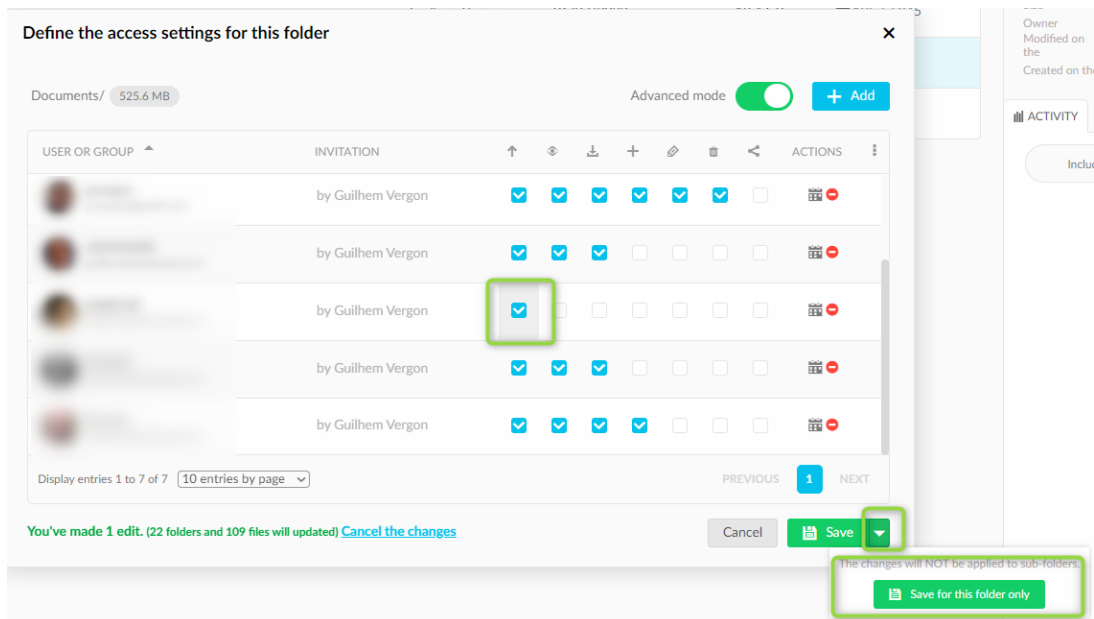 Define the access settings for this folder
Owner
Modified on
the
Created on the
Documents/ 525.6 MB
Advanced mode
Add
ACTIVITY
USER OR GROUP INVITATION ACTIONS
by Guilhem Vergon
by Guilhem Vergon
by Guilhem Vergon
by Guilhem Vergon
by Guilhem Vergon
Display entries 1 to 7 of 7 10 entries by page PREVIOUS 1 NEXT
You've made 1 edit. (22 folders and 109 files will updated) Cancel the changes
Cancel
Save
The changes will NOT be applied to sub-folders.
Save for this folder only